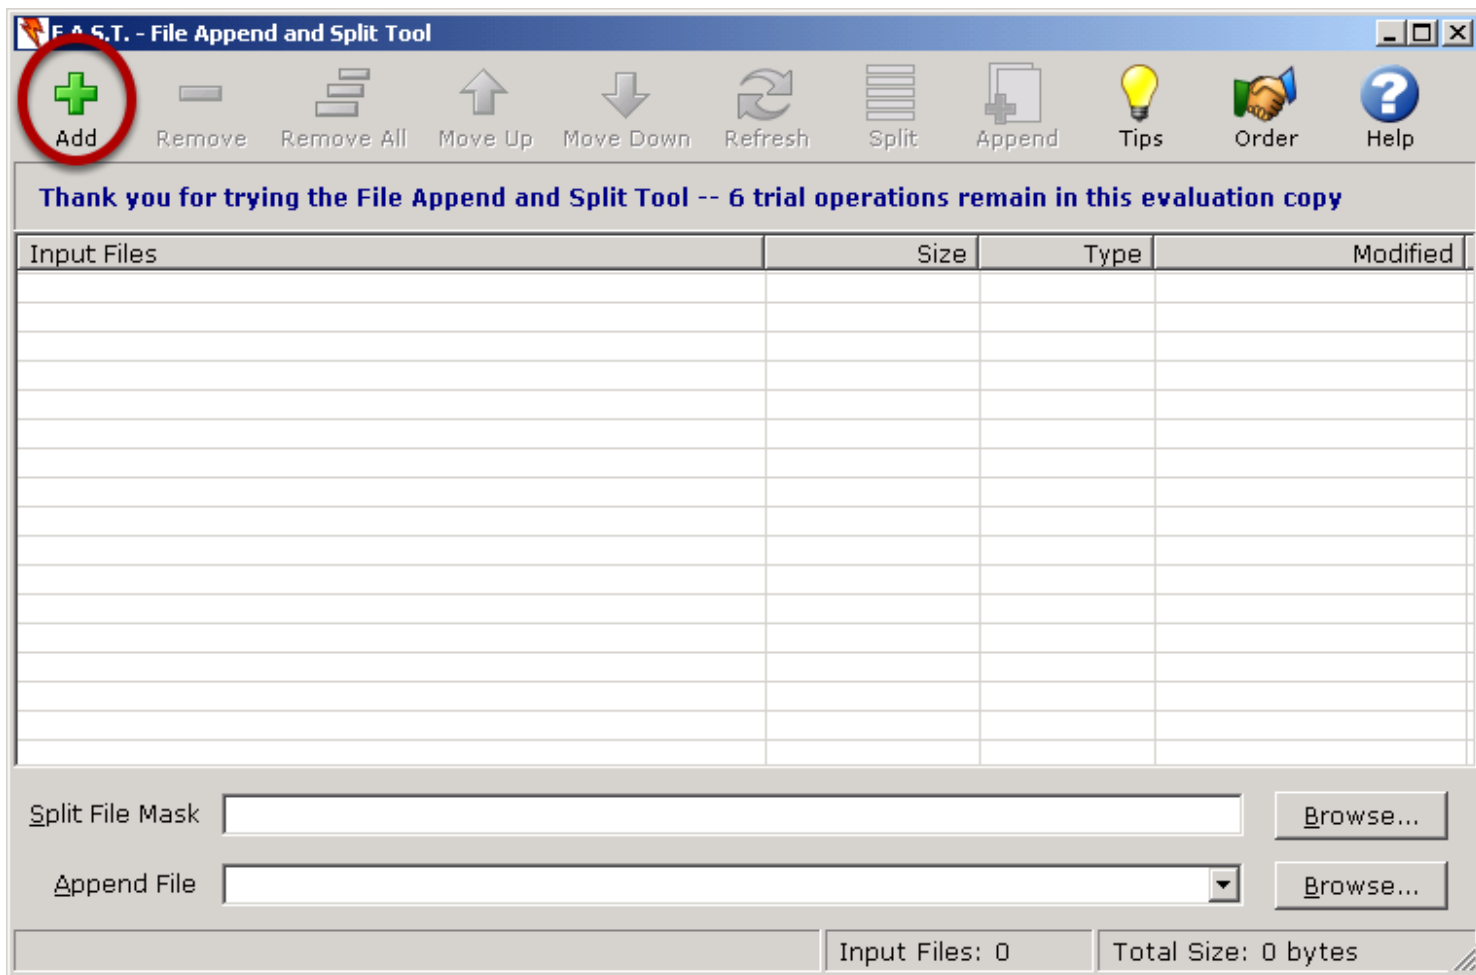 F.A.S.T. - File Append and Split Tool
Add Remove Remove All Move Up Move Down Refresh Split Append Tips Order Help
Thank you for trying the File Append and Split Tool -- 6 trial operations remain in this evaluation copy
Input Files Size Type Modified
Split File Mask Browse...
Append File Browse...
Input Files: 0 Total Size: 0 bytes